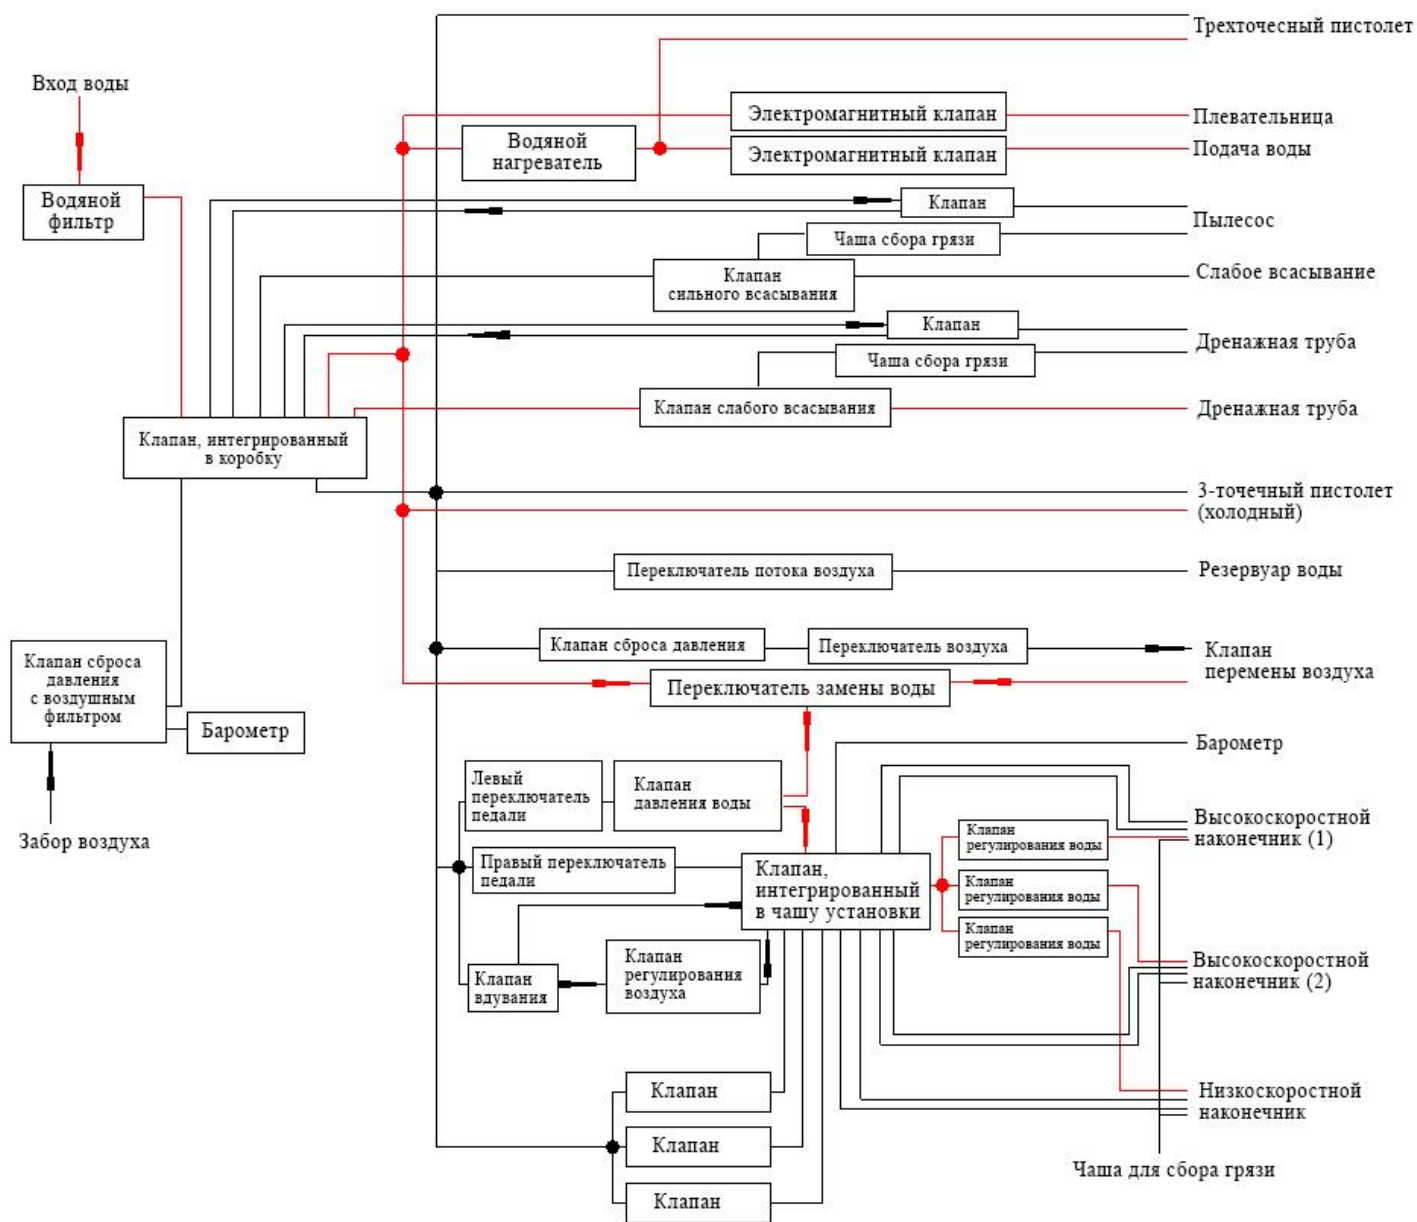 Трехточесный пистолет
Вход воды
Электромагнитный клапан
Плевательница
Водяной
нагреватель
Электромагнитный клапан
Подача воды
Водяной
фильтр
Клапан
Пылесос
Чаша сбора грязи
Клапан
сильного всасывания
Слабое всасывание
Клапан
Дренажная труба
Чаша сбора грязи
Клапан слабого всасывания
Дренажная труба
Клапан, интегрированный
в коробку
3-точечный пистолет
(холодный)
Переключатель потока воздуха
Резервуар воды
Клапан сброса давления
Переключатель воздуха
Клапан
перемены воздуха
Клапан сброса
давления
с воздушным
фильтром
Переключатель замены воды
Барометр
Барометр
Забор воздуха
Левый
переключатель
педали
Клапан
давления воды
Высокоскоростной
наконечник (1)
Клапан
регулирования воды
Правый переключатель
педали
Клапан,
интегрированный
в чашу установки
Клапан
регулирования воды
Клапан
регулирования воды
Клапан
вдувания
Клапан
регулирования
воздуха
Высокоскоростной
наконечник (2)
Клапан
Низкоскоростной
наконечник
Клапан
Чаша для сбора грязи
Клапан